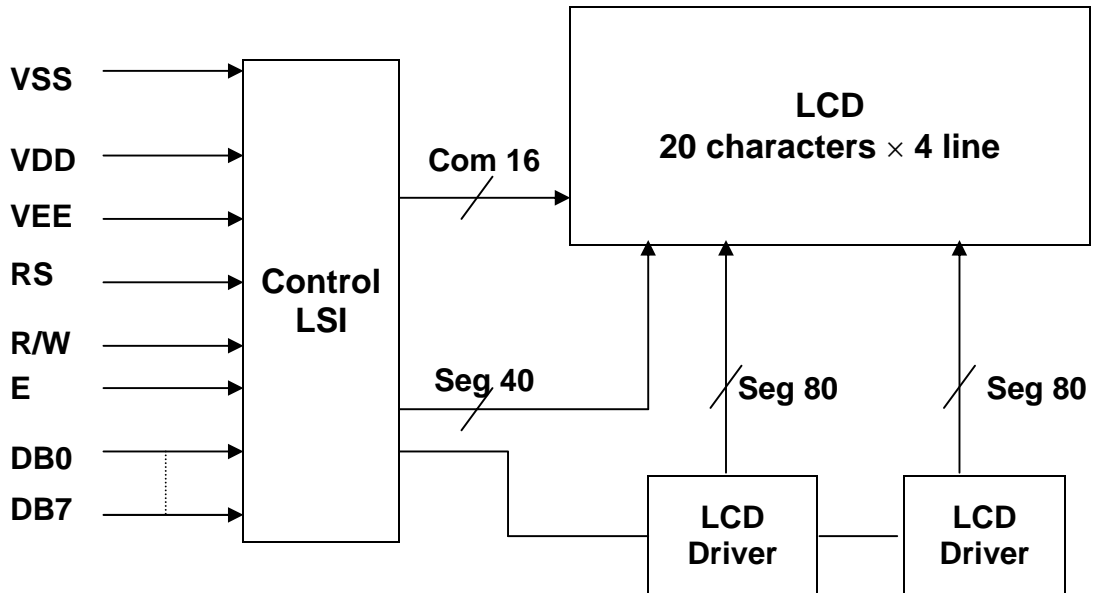 VSS
VDD
VEE
RS
R/W
E
DB0
DB7
Control
LSI
Com 16
Seg 40
LCD
20 characters × 4 line
Seg 80
Seg 80
LCD
Driver
LCD
Driver